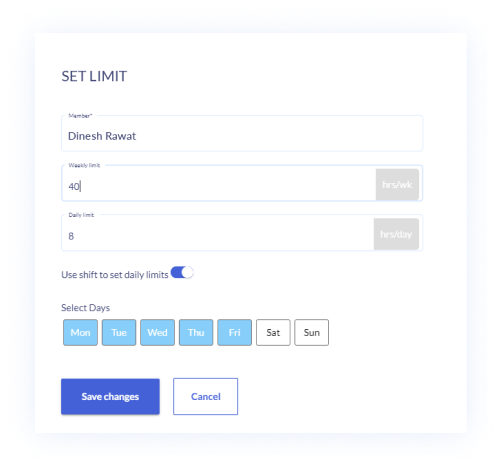 SET LIMIT
Member*
Dinesh Rawat
Weekly limit
40 hrs/wk
Daily limit
8 hrs/day
Use shift to set daily limits
Select Days
Mon Tue Wed Thu Fri Sat Sun
Save changes Cancel